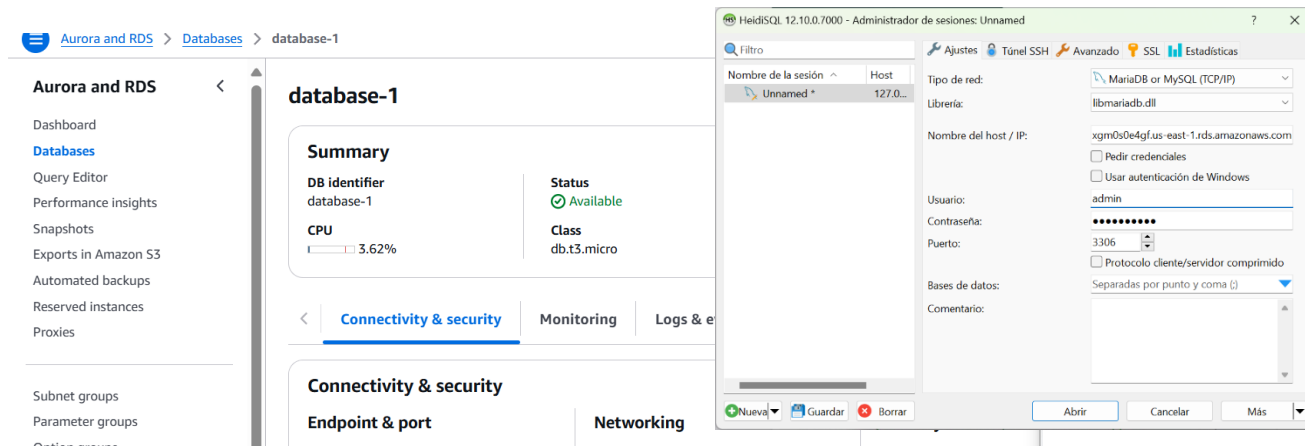 Aurora and RDS > Databases > database-1
Aurora and RDS
Dashboard
Databases
Query Editor
Performance insights
Snapshots
Exports in Amazon S3
Automated backups
Reserved instances
Proxies
Subnet groups
Parameter groups
database-1
Summary
DB identifier
database-1
Status
Available
CPU
3.62%
Class
db.t3.micro
Connectivity & security
Monitoring
Logs & e
Connectivity & security
Endpoint & port
Networking
HeidiSQL 12.10.0.7000 - Administrador de sesiones: Unnamed
Filtro
Nombre de la sesión
Host
Unnamed *
127.0...
Ajustes
Túnel SSH
Avanzado
SSL
Estadísticas
Tipo de red:
MariaDB or MySQL (TCP/IP)
Librería:
libmariadb.dll
Nombre del host / IP:
xgm0s0e4gf.us-east-1.rds.amazonaws.com
Pedir credenciales
Usar autenticación de Windows
Usuario:
admin
Contraseña:
●●●●●●●●●●
Puerto:
3306
Protocolo cliente/servidor comprimido
Bases de datos:
Separadas por punto y coma (;)
Comentario:
Nueva
Guardar
Borrar
Abrir
Cancelar
Más